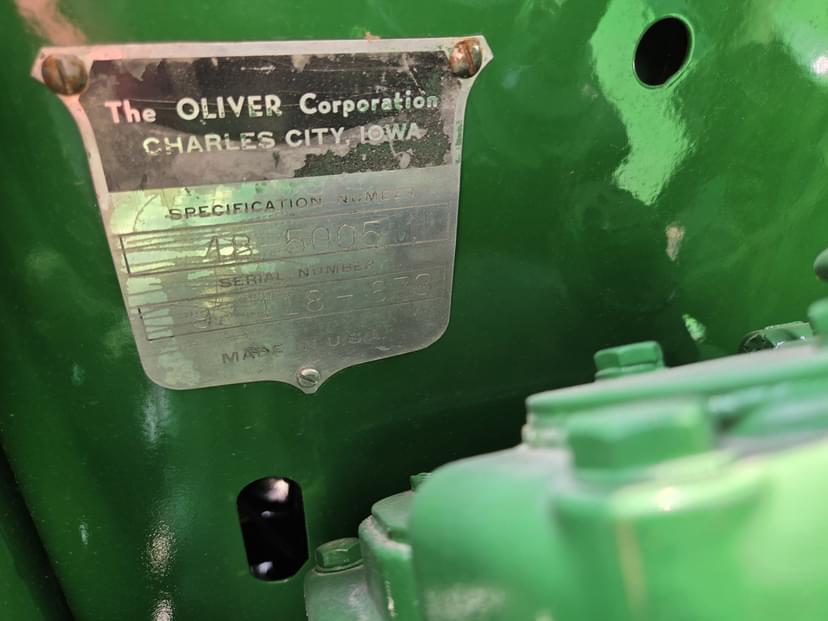 The OLIVER Corporation
CHARLES CITY, IOWA
SPECIFICATION NUMBER
SERIAL NUMBER
MADE IN U.S.A.